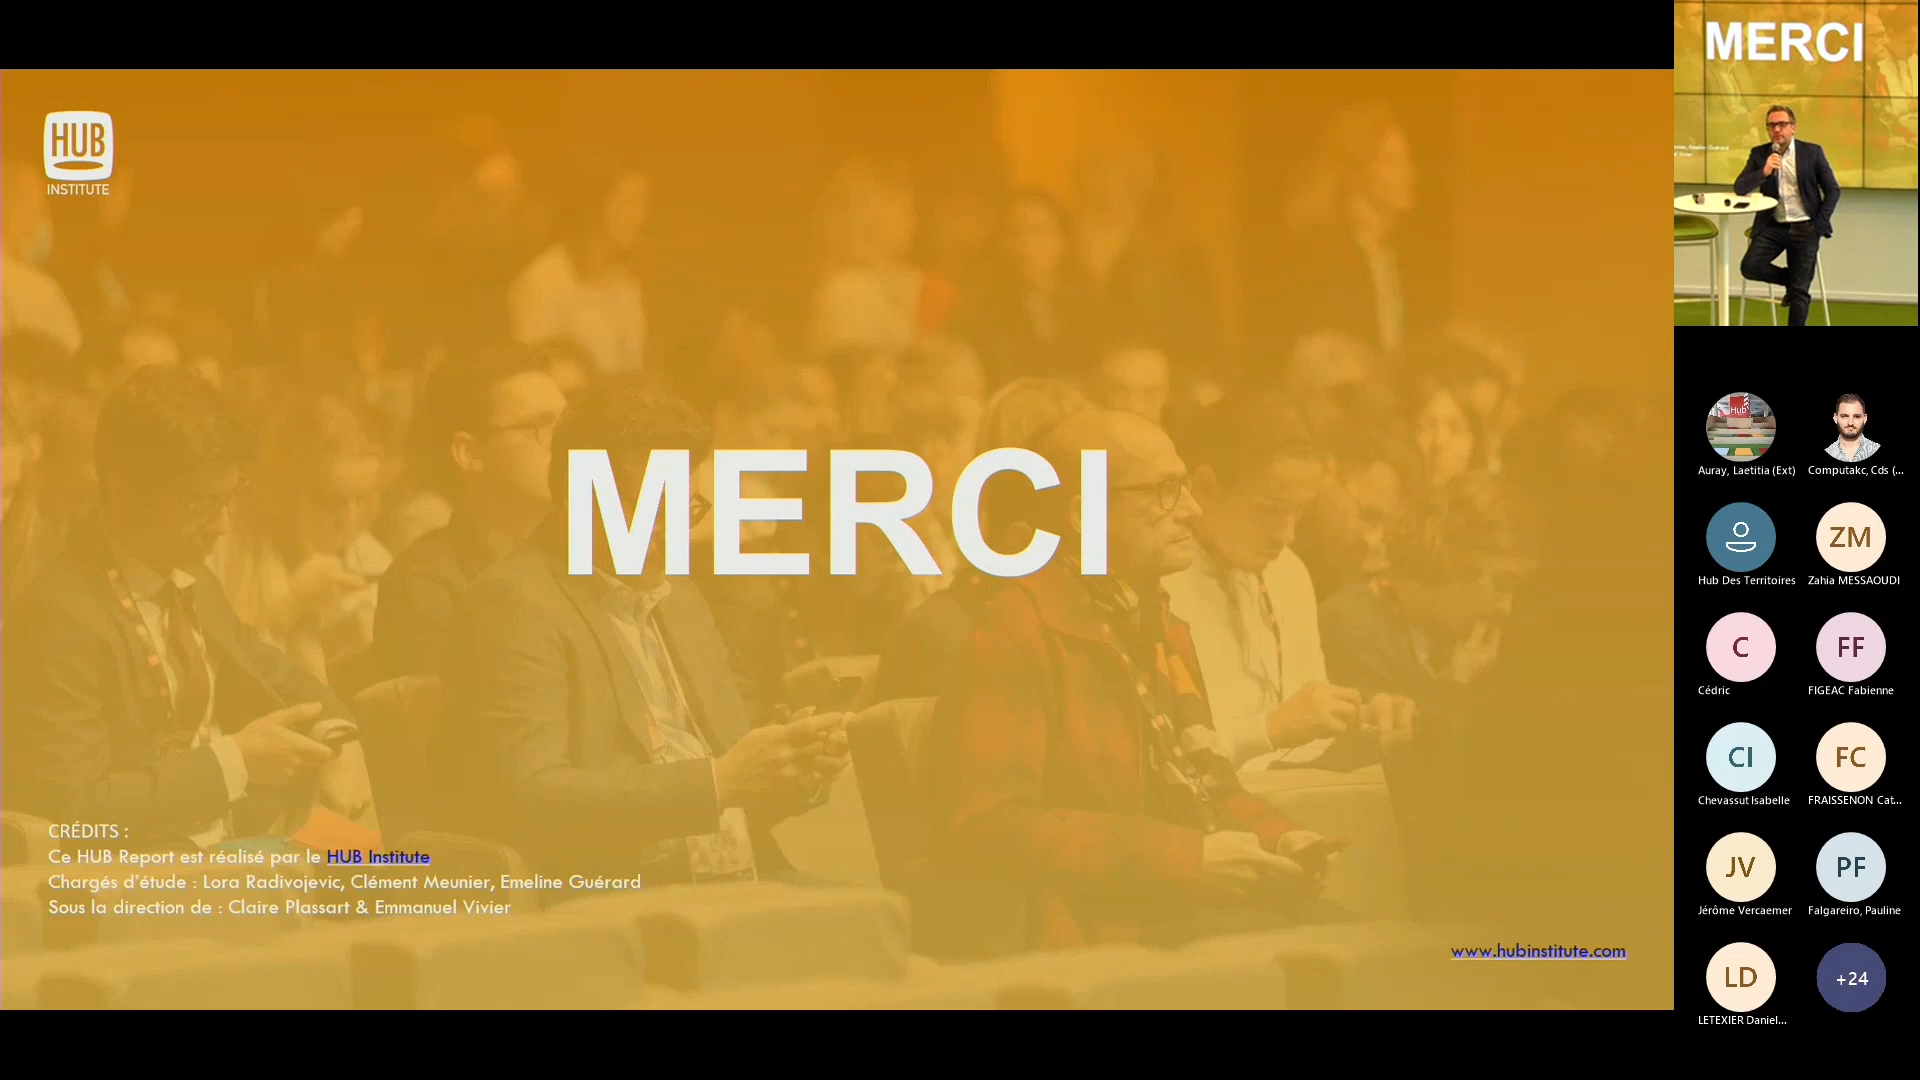 HUB
INSTITUTE
MERCI
CRÉDITS :
Ce HUB Report est réalisé par le HUB Institute
Chargés d'étude : Lora Radivojevic, Clément Meunier, Emeline Guérard
Sous la direction de : Claire Plassart & Emmanuel Vivier
www.hubinstitute.com
MERCI
Hub
Auray, Laetitia (Ext)
Computakc, Cds (...
Hub Des Territoires
ZM
Zahia MESSAOUDI
C
Cédric
FF
FIGEAC Fabienne
CI
Chevassut Isabelle
FC
FRAISSENON Cat...
JV
Jérôme Vercaemer
PF
Falgareiro, Pauline
LD
LETEXIER Daniel...
+24